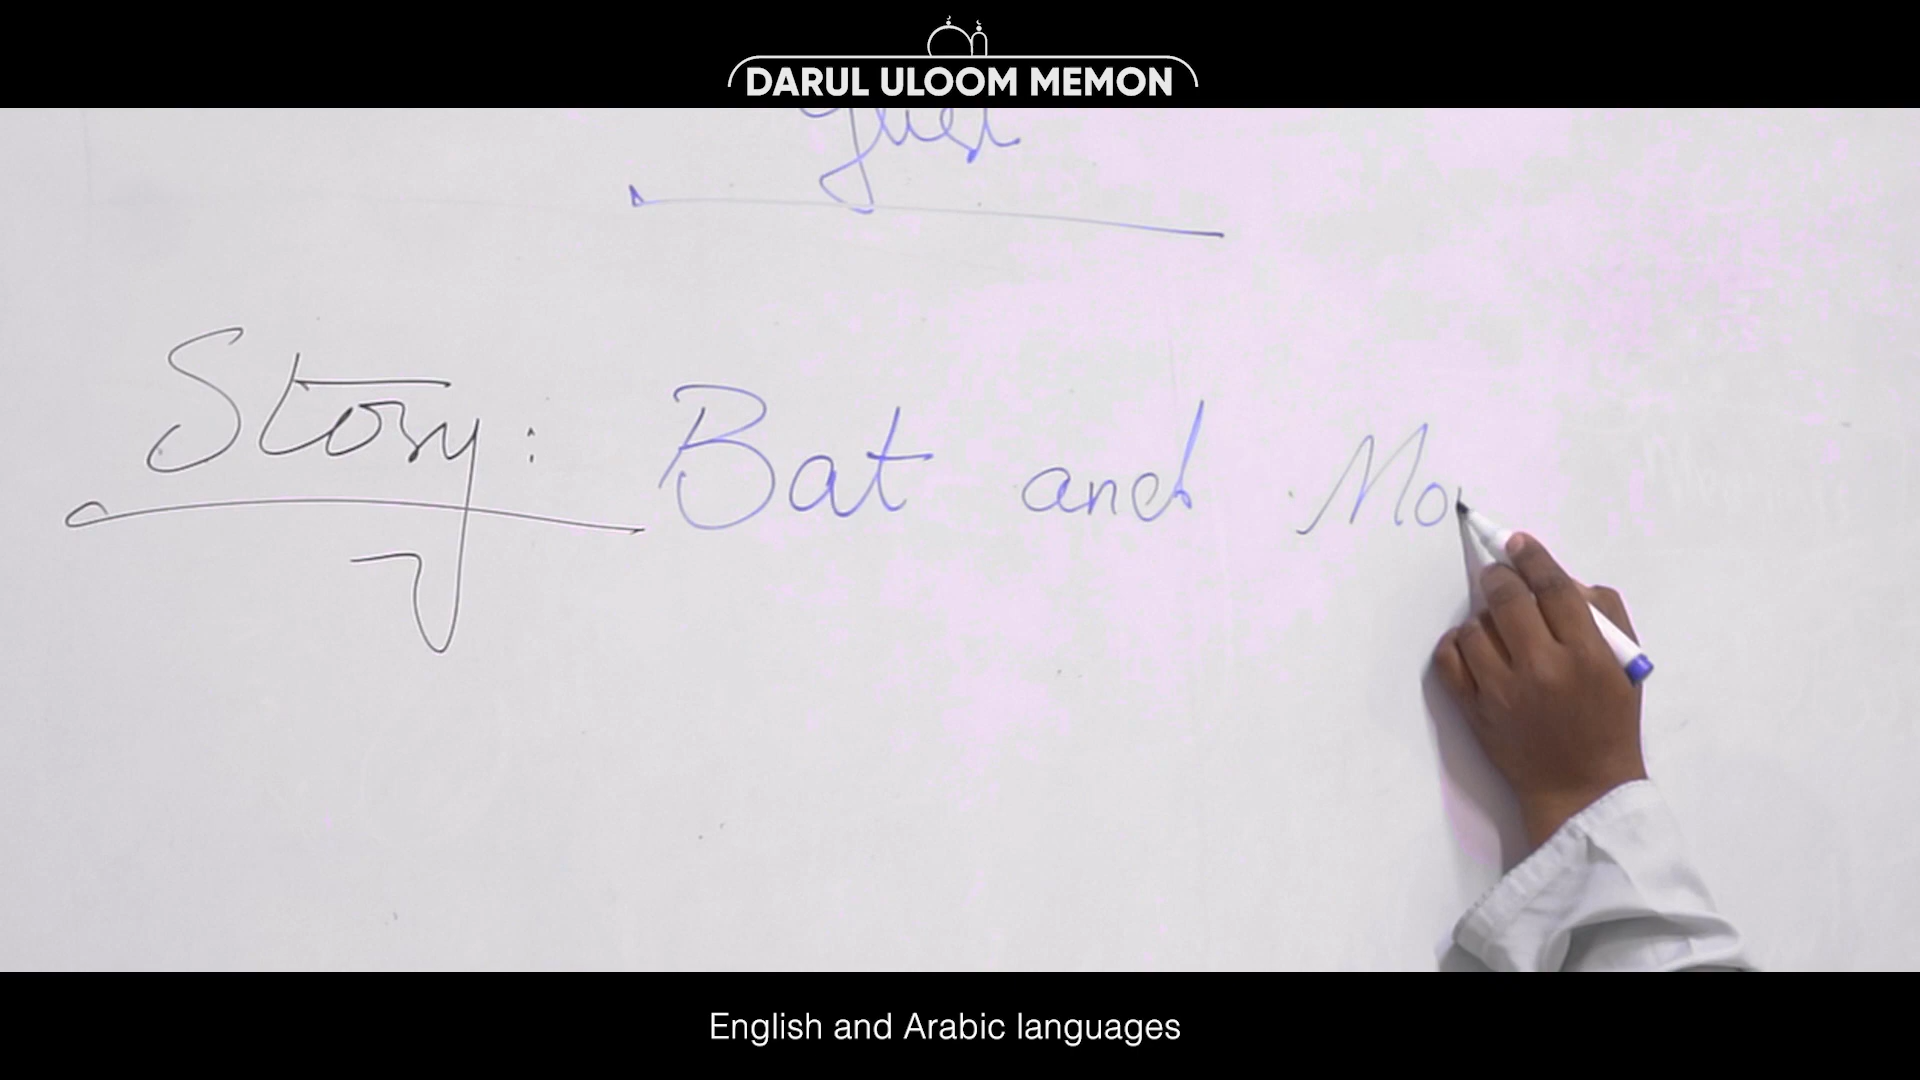 DARUL ULOOM MEMON
Story: Bat and Mo
English and Arabic languages